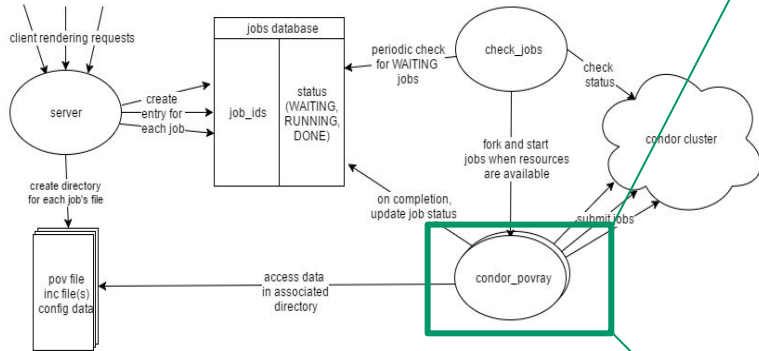 client rendering requests
server
create
entry for
each job
jobs database
job_ids
status
(WAITING,
RUNNING,
DONE)
periodic check
for WAITING
jobs
check_jobs
check
status
condor cluster
fork and start
jobs when resources
are available
create directory
for each job's file
on completion,
update job status
submit jobs
pov file
inc file(s)
config data
access data
in associated
directory
condor_povray